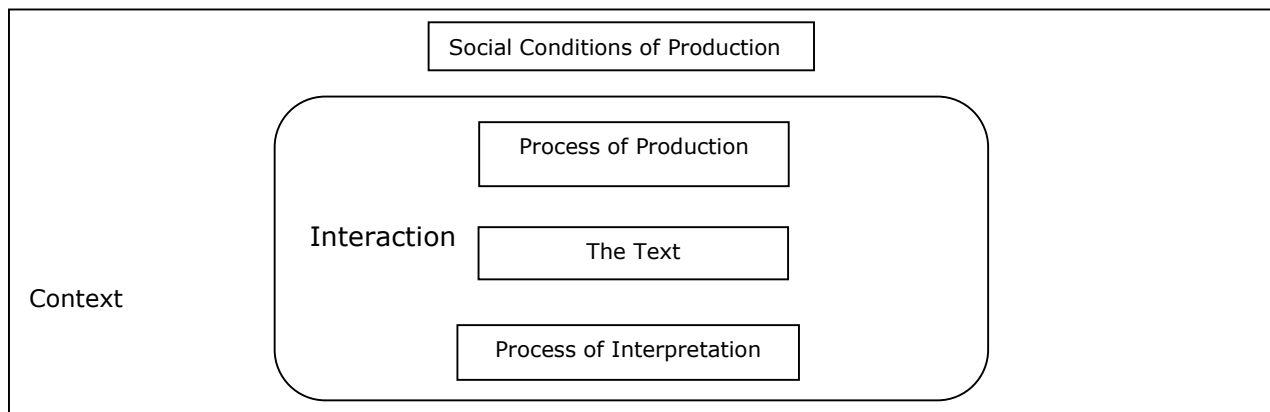 Social Conditions of Production
Process of Production
Interaction
The Text
Context
Process of Interpretation